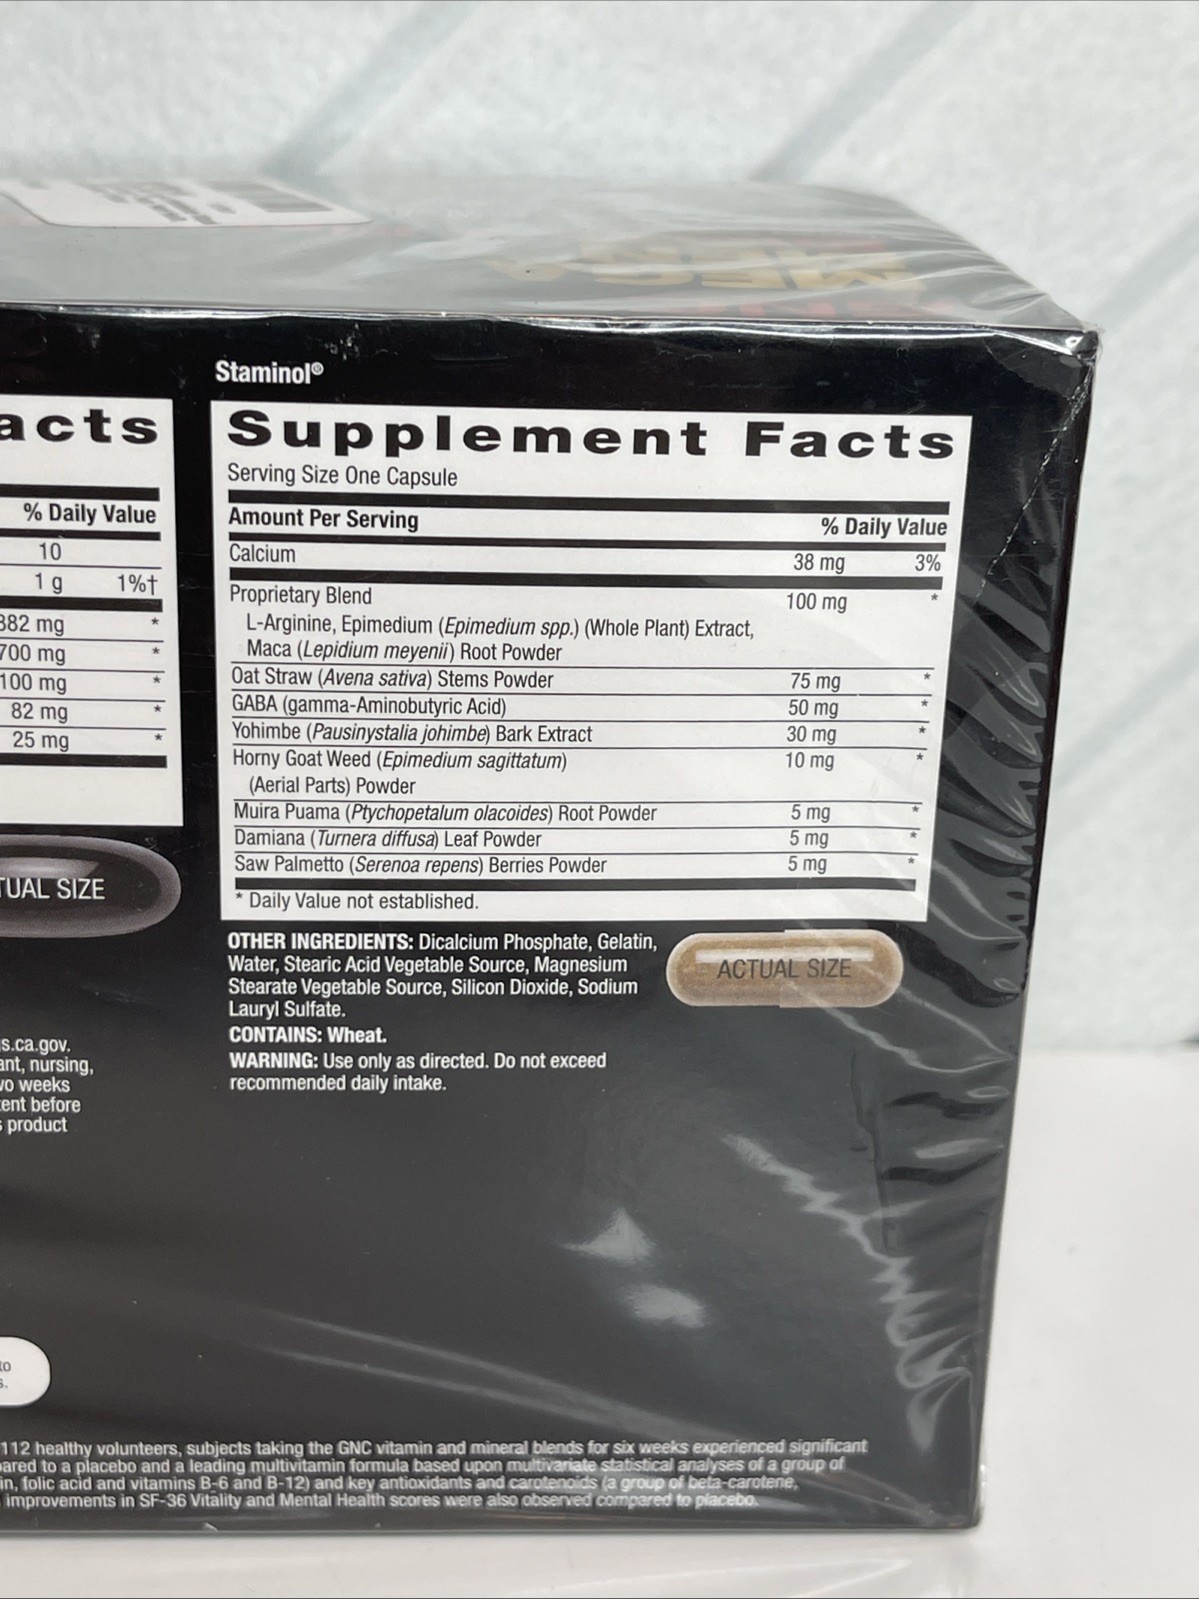 MEGA
MEN
Staminol®
acts
% Daily Value
10
1 g 1%†
382 mg *
700 mg *
100 mg *
82 mg *
25 mg *
TUAL SIZE
Supplement Facts
Serving Size One Capsule
Amount Per Serving % Daily Value
Calcium 38 mg 3%
Proprietary Blend 100 mg *
L-Arginine, Epimedium (Epimedium spp.) (Whole Plant) Extract,
Maca (Lepidium meyenii) Root Powder
Oat Straw (Avena sativa) Stems Powder 75 mg *
GABA (gamma-Aminobutyric Acid) 50 mg *
Yohimbe (Pausinystalia johimbe) Bark Extract 30 mg *
Horny Goat Weed (Epimedium sagittatum) 10 mg *
(Aerial Parts) Powder
Muira Puama (Ptychopetalum olacoides) Root Powder 5 mg *
Damiana (Turnera diffusa) Leaf Powder 5 mg *
Saw Palmetto (Serenoa repens) Berries Powder 5 mg *
* Daily Value not established.
OTHER INGREDIENTS: Dicalcium Phosphate, Gelatin,
Water, Stearic Acid Vegetable Source, Magnesium
Stearate Vegetable Source, Silicon Dioxide, Sodium
Lauryl Sulfate.
CONTAINS: Wheat.
WARNING: Use only as directed. Do not exceed
recommended daily intake.
ACTUAL SIZE
s.ca.gov.
ant, nursing,
wo weeks
ent before
s product
to
s.
112 healthy volunteers, subjects taking the GNC vitamin and mineral blends for six weeks experienced significant
ared to a placebo and a leading multivitamin formula based upon multivariate statistical analyses of a group of
in, folic acid and vitamins B-6 and B-12) and key antioxidants and carotenoids (a group of beta-carotene,
improvements in SF-36 Vitality and Mental Health scores were also observed compared to placebo.